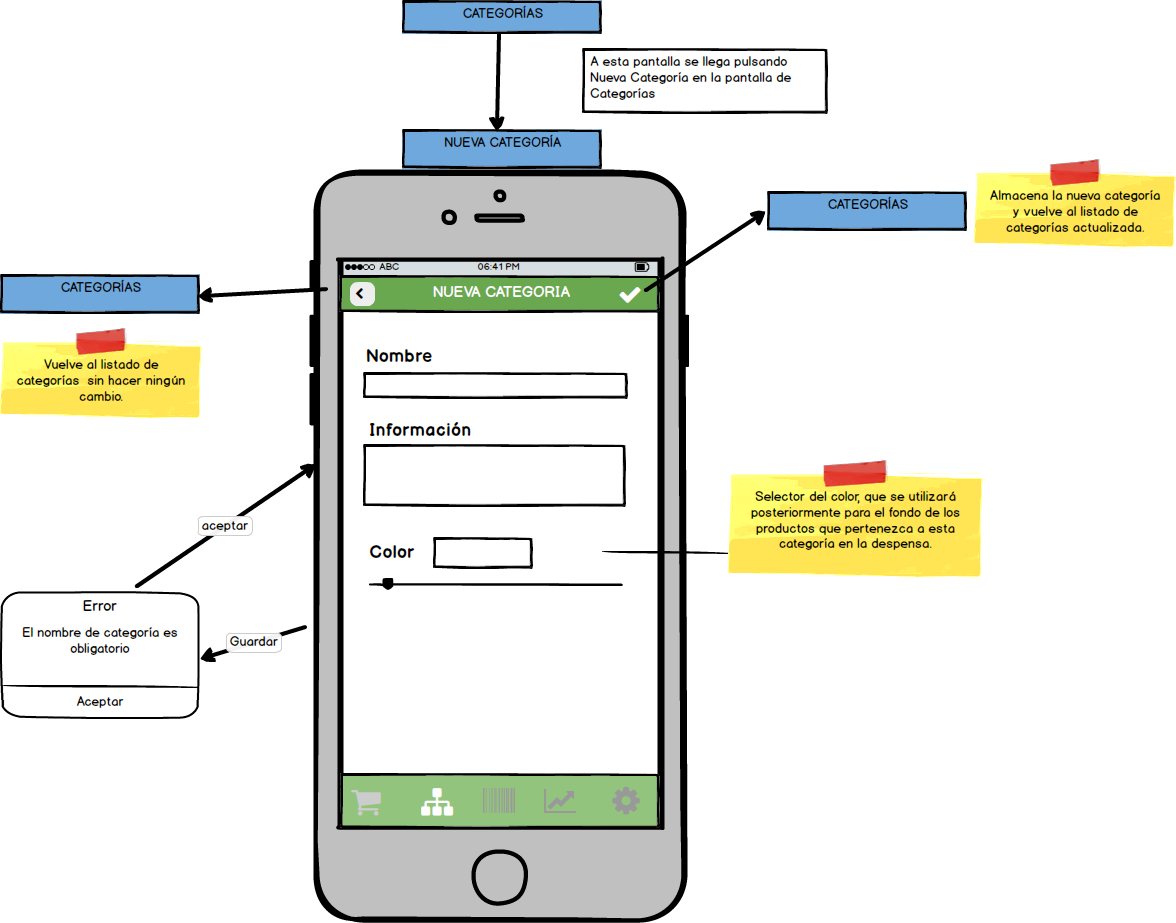 CATEGORÍAS
A esta pantalla se llega pulsando
Nueva Categoría en la pantalla de
Categorías
NUEVA CATEGORÍA
CATEGORÍAS
Almacena la nueva categoría
y vuelve al listado de
categorías actualizada.
ABC
06:41 PM
CATEGORÍAS
NUEVA CATEGORIA
Vuelve al listado de
categorías sin hacer ningún
cambio.
Nombre
Información
Selector del color, que se utilizará
posteriormente para el fondo de los
productos que pertenezca a esta
categoría en la despensa.
aceptar
Color
Error
El nombre de categoría es
obligatorio
Aceptar
Guardar